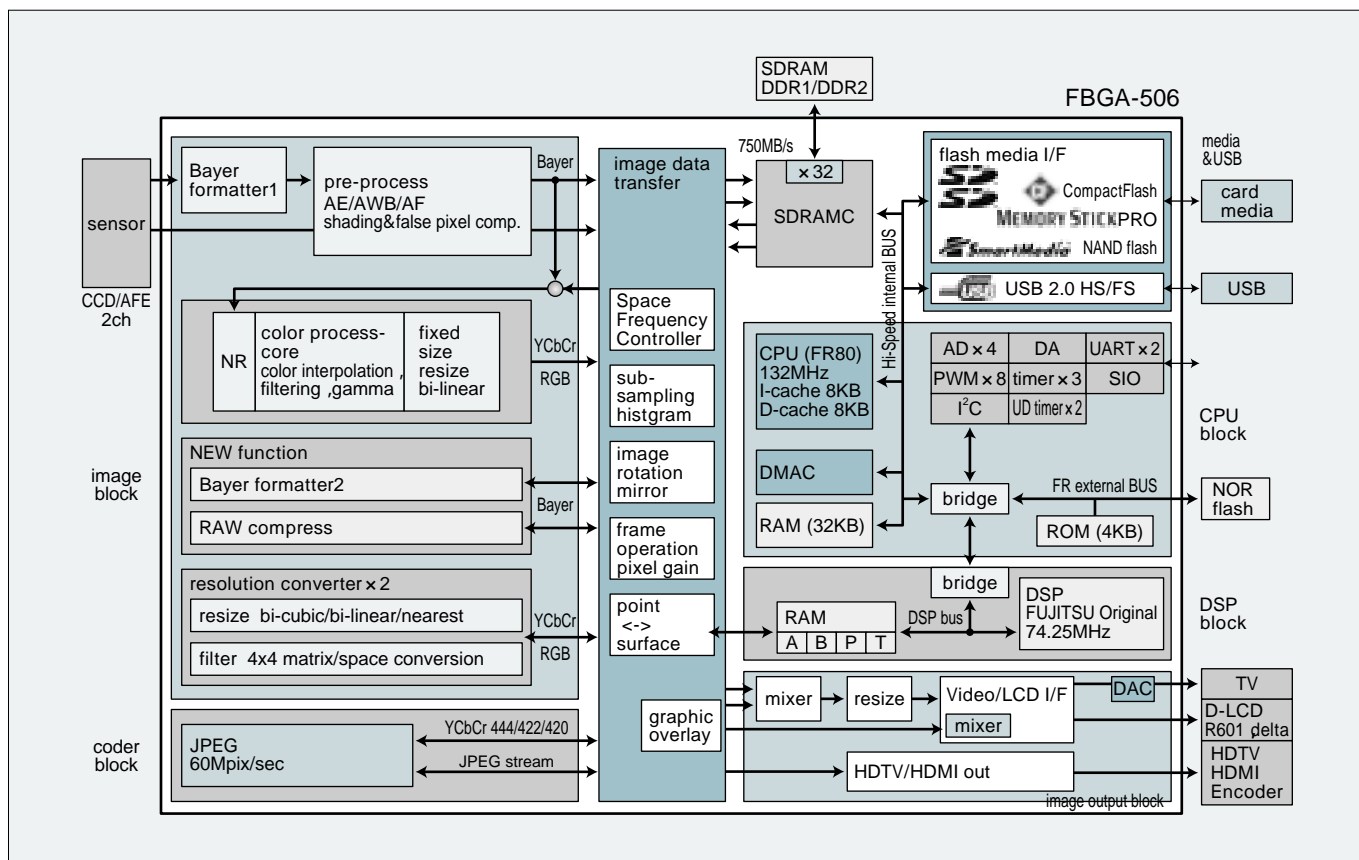 SDRAM
DDR1/DDR2
FBGA-506
750MB/s
sensor
CCD/AFE
2ch
Bayer
formatter1
pre-process
AE/AWB/AF
shading&false pixel comp.
Bayer
image data
transfer
×32
SDRAMC
Hi-Speed internal BUS
flash media I/F
SD
SD
CompactFlash
MEMORY STICK PRO
SmartMedia
NAND flash
USB 2.0 HS/FS
media
&USB
card
media
USB
NR
color process-
core
color interpolation ,
filtering ,gamma
fixed
size
resize
bi-linear
YCbCr
RGB
Space
Frequency
Controller
sub-
sampling
histgram
image
rotation
mirror
frame
operation
pixel gain
point
<->
surface
graphic
overlay
CPU (FR80)
132MHz
I-cache 8KB
D-cache 8KB
DMAC
RAM (32KB)
AD×4
DA
UART×2
PWM×8
timer×3
SIO
I²C
UD timer×2
bridge
FR external BUS
ROM (4KB)
CPU
block
NOR
flash
image
block
NEW function
Bayer formatter2
RAW compress
Bayer
resolution converter×2
resize bi-cubic/bi-linear/nearest
filter 4x4 matrix/space conversion
YCbCr
RGB
bridge
RAM
A B P T
DSP bus
DSP
FUJITSU Original
74.25MHz
DSP
block
coder
block
JPEG
60Mpix/sec
YCbCr 444/422/420
JPEG stream
mixer
resize
Video/LCD I/F
mixer
DAC
HDTV/HDMI out
image output block
TV
D-LCD
R601 ,delta
HDTV
HDMI
Encoder